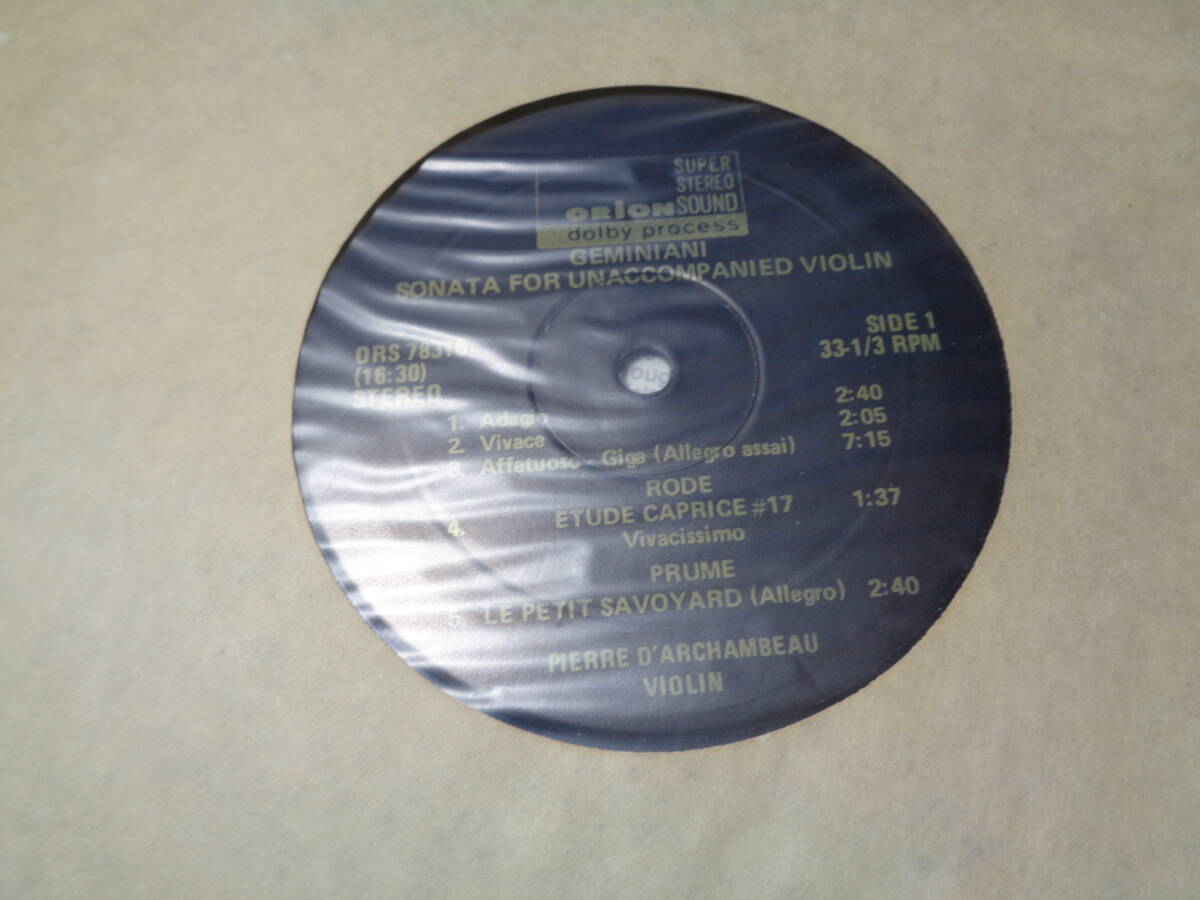 SUPER
STEREO
ORION SOUND
dolby process
GEMINIANI
SONATA FOR UNACCOMPANIED VIOLIN
SIDE 1
33-1/3 RPM
ORS
(16:30)
STEREO
1. Adagio 2:40
2. Vivace 2:05
3. Affetuoso - Giga (Allegro assai) 7:15
RODE
4. ETUDE CAPRICE #17 1:37
Vivacissimo
PRUME
5. LE PETIT SAVOYARD (Allegro) 2:40
PIERRE D'ARCHAMBEAU
VIOLIN